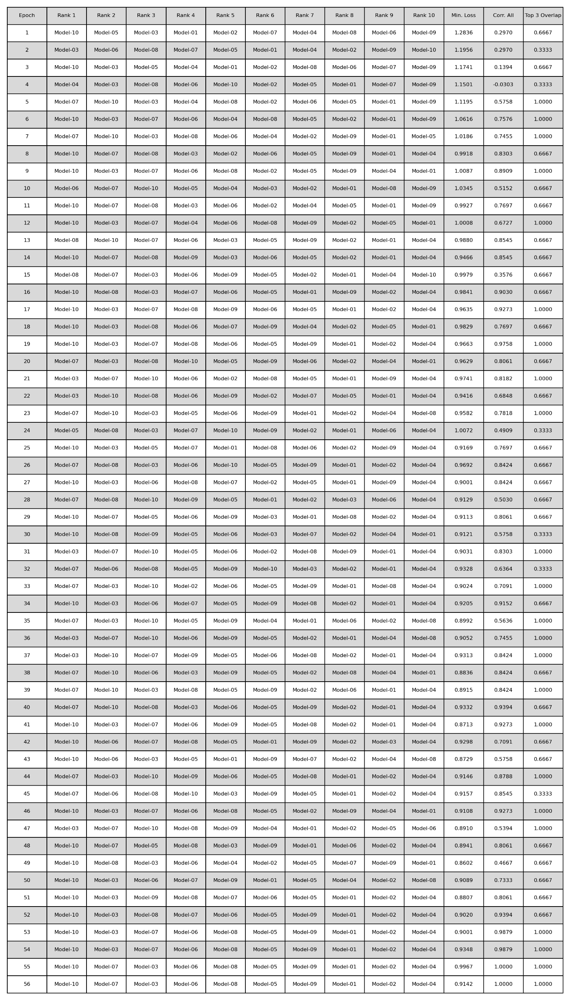 Epoch Rank 1 Rank 2 Rank 3 Rank 4 Rank 5 Rank 6 Rank 7 Rank 8 Rank 9 Rank 10 Min. Loss Corr. All Top 3 Overlap
1 Model-10 Model-05 Model-03 Model-01 Model-02 Model-07 Model-04 Model-08 Model-06 Model-09 1.2836 0.2970 0.6667
2 Model-03 Model-06 Model-08 Model-07 Model-05 Model-01 Model-04 Model-02 Model-09 Model-10 1.1956 0.2970 0.3333
3 Model-10 Model-03 Model-05 Model-04 Model-01 Model-02 Model-08 Model-06 Model-07 Model-09 1.1741 0.1394 0.6667
4 Model-04 Model-03 Model-08 Model-06 Model-10 Model-02 Model-05 Model-01 Model-07 Model-09 1.1501 -0.0303 0.3333
5 Model-07 Model-10 Model-03 Model-04 Model-08 Model-02 Model-06 Model-05 Model-01 Model-09 1.1195 0.5758 1.0000
6 Model-10 Model-03 Model-07 Model-06 Model-04 Model-08 Model-05 Model-02 Model-01 Model-09 1.0616 0.7576 1.0000
7 Model-07 Model-10 Model-03 Model-08 Model-06 Model-04 Model-02 Model-09 Model-01 Model-05 1.0186 0.7455 1.0000
8 Model-10 Model-07 Model-08 Model-03 Model-02 Model-06 Model-05 Model-09 Model-01 Model-04 0.9918 0.8303 0.6667
9 Model-10 Model-03 Model-07 Model-06 Model-08 Model-02 Model-05 Model-09 Model-04 Model-01 1.0087 0.8909 1.0000
10 Model-06 Model-07 Model-10 Model-05 Model-04 Model-03 Model-02 Model-01 Model-08 Model-09 1.0345 0.5152 0.6667
11 Model-10 Model-07 Model-08 Model-03 Model-06 Model-02 Model-04 Model-05 Model-01 Model-09 0.9927 0.7697 0.6667
12 Model-10 Model-03 Model-07 Model-04 Model-06 Model-08 Model-09 Model-02 Model-05 Model-01 1.0008 0.6727 1.0000
13 Model-08 Model-10 Model-07 Model-06 Model-03 Model-05 Model-09 Model-02 Model-01 Model-04 0.9880 0.8545 0.6667
14 Model-10 Model-07 Model-08 Model-09 Model-03 Model-06 Model-05 Model-02 Model-01 Model-04 0.9466 0.8545 0.6667
15 Model-08 Model-07 Model-03 Model-06 Model-09 Model-05 Model-02 Model-01 Model-04 Model-10 0.9979 0.3576 0.6667
16 Model-10 Model-08 Model-03 Model-07 Model-06 Model-05 Model-01 Model-09 Model-02 Model-04 0.9841 0.9030 0.6667
17 Model-10 Model-03 Model-07 Model-08 Model-09 Model-06 Model-05 Model-01 Model-02 Model-04 0.9635 0.9273 1.0000
18 Model-10 Model-03 Model-08 Model-06 Model-07 Model-09 Model-04 Model-02 Model-05 Model-01 0.9829 0.7697 0.6667
19 Model-10 Model-03 Model-07 Model-08 Model-06 Model-05 Model-09 Model-01 Model-02 Model-04 0.9663 0.9758 1.0000
20 Model-07 Model-03 Model-08 Model-10 Model-05 Model-09 Model-06 Model-02 Model-04 Model-01 0.9629 0.8061 0.6667
21 Model-03 Model-07 Model-10 Model-06 Model-02 Model-08 Model-05 Model-01 Model-09 Model-04 0.9741 0.8182 1.0000
22 Model-03 Model-10 Model-08 Model-06 Model-09 Model-02 Model-07 Model-05 Model-01 Model-04 0.9416 0.6848 0.6667
23 Model-07 Model-10 Model-03 Model-05 Model-06 Model-09 Model-01 Model-02 Model-04 Model-08 0.9582 0.7818 1.0000
24 Model-05 Model-08 Model-03 Model-07 Model-10 Model-09 Model-02 Model-01 Model-06 Model-04 1.0072 0.4909 0.3333
25 Model-10 Model-03 Model-05 Model-07 Model-01 Model-08 Model-06 Model-02 Model-09 Model-04 0.9169 0.7697 0.6667
26 Model-07 Model-08 Model-03 Model-06 Model-10 Model-05 Model-09 Model-01 Model-02 Model-04 0.9692 0.8424 0.6667
27 Model-10 Model-03 Model-06 Model-08 Model-07 Model-02 Model-05 Model-01 Model-09 Model-04 0.9001 0.8424 0.6667
28 Model-07 Model-08 Model-10 Model-09 Model-05 Model-01 Model-02 Model-03 Model-06 Model-04 0.9129 0.5030 0.6667
29 Model-10 Model-07 Model-05 Model-06 Model-09 Model-03 Model-01 Model-08 Model-02 Model-04 0.9113 0.8061 0.6667
30 Model-10 Model-08 Model-09 Model-05 Model-06 Model-03 Model-07 Model-02 Model-04 Model-01 0.9121 0.5758 0.3333
31 Model-03 Model-07 Model-10 Model-05 Model-06 Model-02 Model-08 Model-09 Model-01 Model-04 0.9031 0.8303 1.0000
32 Model-07 Model-06 Model-08 Model-05 Model-09 Model-10 Model-03 Model-02 Model-01 Model-04 0.9328 0.6364 0.3333
33 Model-07 Model-03 Model-10 Model-02 Model-06 Model-05 Model-09 Model-01 Model-08 Model-04 0.9024 0.7091 1.0000
34 Model-10 Model-03 Model-06 Model-07 Model-05 Model-09 Model-08 Model-02 Model-01 Model-04 0.9205 0.9152 0.6667
35 Model-07 Model-03 Model-10 Model-05 Model-09 Model-04 Model-01 Model-06 Model-02 Model-08 0.8992 0.5636 1.0000
36 Model-03 Model-07 Model-10 Model-06 Model-09 Model-05 Model-02 Model-01 Model-04 Model-08 0.9052 0.7455 1.0000
37 Model-03 Model-10 Model-07 Model-09 Model-05 Model-06 Model-08 Model-02 Model-01 Model-04 0.9313 0.8424 1.0000
38 Model-07 Model-10 Model-06 Model-03 Model-09 Model-05 Model-02 Model-08 Model-04 Model-01 0.8836 0.8424 0.6667
39 Model-07 Model-10 Model-03 Model-08 Model-05 Model-09 Model-02 Model-06 Model-01 Model-04 0.8915 0.8424 1.0000
40 Model-07 Model-10 Model-08 Model-03 Model-06 Model-05 Model-09 Model-02 Model-01 Model-04 0.9332 0.9394 0.6667
41 Model-10 Model-03 Model-07 Model-06 Model-09 Model-05 Model-08 Model-02 Model-01 Model-04 0.8713 0.9273 1.0000
42 Model-10 Model-06 Model-07 Model-08 Model-05 Model-01 Model-09 Model-02 Model-03 Model-04 0.9298 0.7091 0.6667
43 Model-10 Model-06 Model-03 Model-05 Model-01 Model-09 Model-07 Model-02 Model-04 Model-08 0.8729 0.5758 0.6667
44 Model-07 Model-03 Model-10 Model-09 Model-06 Model-05 Model-08 Model-01 Model-02 Model-04 0.9146 0.8788 1.0000
45 Model-07 Model-06 Model-08 Model-10 Model-03 Model-09 Model-05 Model-01 Model-02 Model-04 0.9157 0.8545 0.3333
46 Model-10 Model-03 Model-07 Model-06 Model-08 Model-05 Model-02 Model-09 Model-04 Model-01 0.9108 0.9273 1.0000
47 Model-03 Model-07 Model-10 Model-08 Model-09 Model-04 Model-01 Model-02 Model-05 Model-06 0.8910 0.5394 1.0000
48 Model-10 Model-07 Model-05 Model-08 Model-03 Model-09 Model-01 Model-06 Model-02 Model-04 0.8941 0.8061 0.6667
49 Model-10 Model-08 Model-03 Model-06 Model-04 Model-02 Model-05 Model-07 Model-09 Model-01 0.8602 0.4667 0.6667
50 Model-10 Model-03 Model-06 Model-07 Model-09 Model-01 Model-05 Model-04 Model-02 Model-08 0.9089 0.7333 0.6667
51 Model-10 Model-03 Model-09 Model-08 Model-07 Model-06 Model-05 Model-01 Model-02 Model-04 0.8807 0.8061 0.6667
52 Model-10 Model-03 Model-08 Model-07 Model-06 Model-05 Model-09 Model-01 Model-02 Model-04 0.9020 0.9394 0.6667
53 Model-10 Model-03 Model-07 Model-06 Model-08 Model-05 Model-09 Model-01 Model-02 Model-04 0.9001 0.9879 1.0000
54 Model-10 Model-03 Model-07 Model-06 Model-08 Model-05 Model-09 Model-01 Model-02 Model-04 0.9348 0.9879 1.0000
55 Model-10 Model-07 Model-03 Model-06 Model-08 Model-05 Model-09 Model-01 Model-02 Model-04 0.9967 1.0000 1.0000
56 Model-10 Model-07 Model-03 Model-06 Model-08 Model-05 Model-09 Model-01 Model-02 Model-04 0.9142 1.0000 1.0000